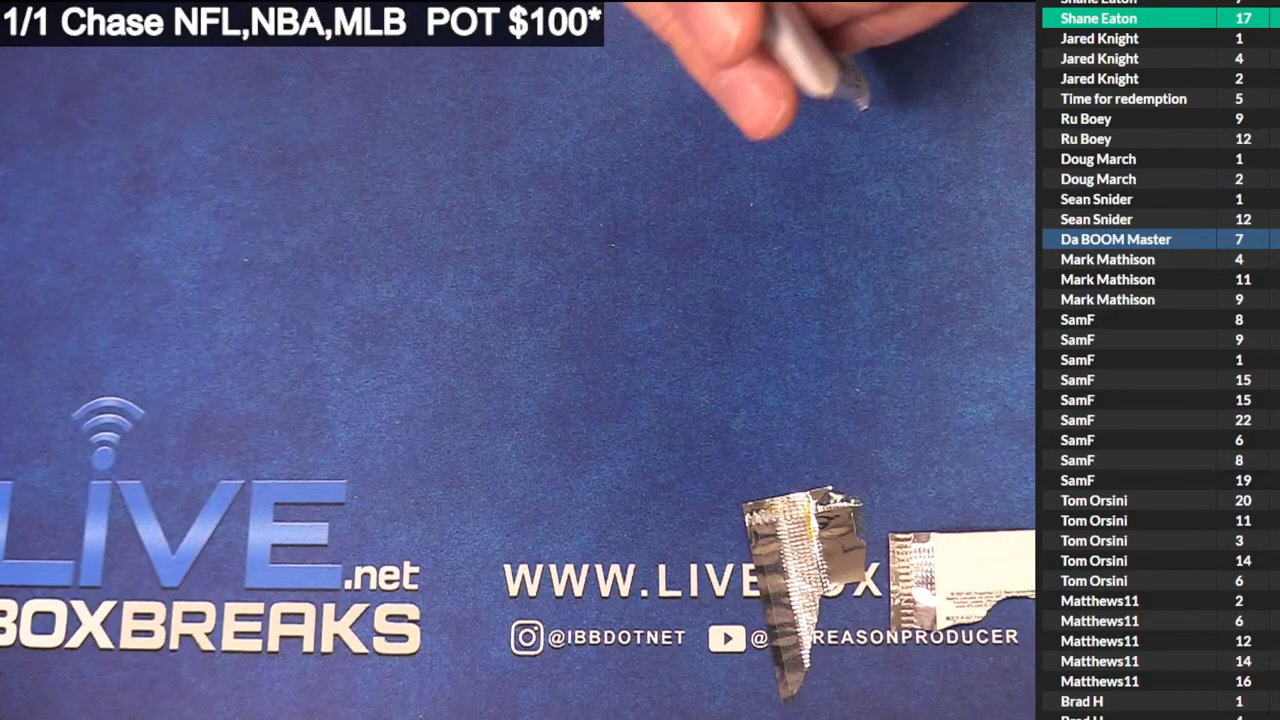 1/1 Chase NFL,NBA,MLB POT $100*
Shane Eaton 17
Jared Knight 1
Jared Knight 4
Jared Knight 2
Time for redemption 5
Ru Boey 9
Ru Boey 12
Doug March 1
Doug March 2
Sean Snider 1
Sean Snider 12
Da BOOM Master 7
Mark Mathison 4
Mark Mathison 11
Mark Mathison 9
SamF 8
SamF 9
SamF 1
SamF 15
SamF 15
SamF 22
SamF 6
SamF 8
SamF 19
Tom Orsini 20
Tom Orsini 11
Tom Orsini 3
Tom Orsini 14
Tom Orsini 6
Matthews11 2
Matthews11 6
Matthews11 12
Matthews11 14
Matthews11 16
Brad H 1
LIVE.net
BOXBREAKS
WWW.LIVE OX
@IBBDOTNET @ REASONPRODUCER